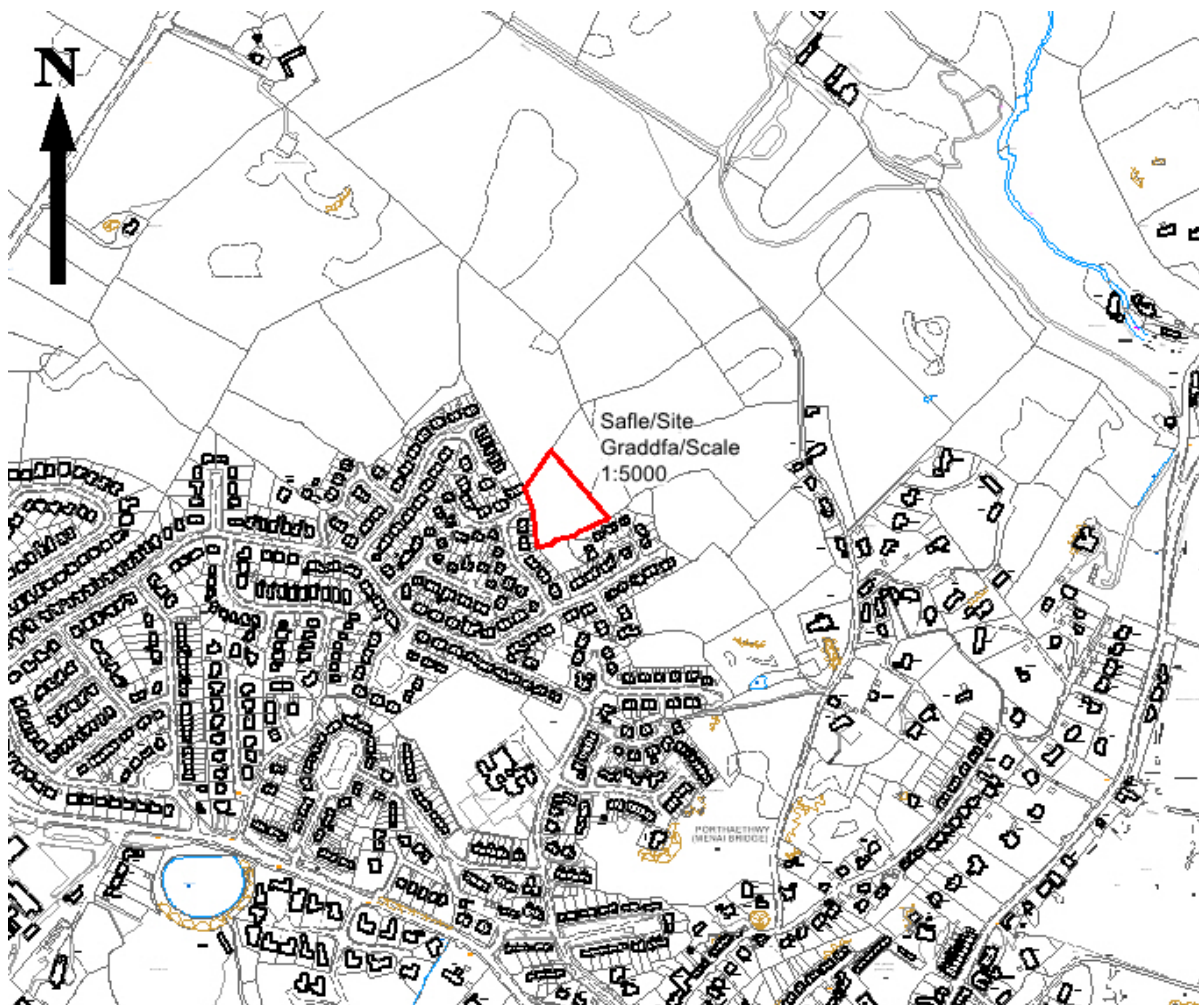 N
Safle/Site
Graddfa/Scale
1:5000
PORTHAETHWY
(MENAI BRIDGE)